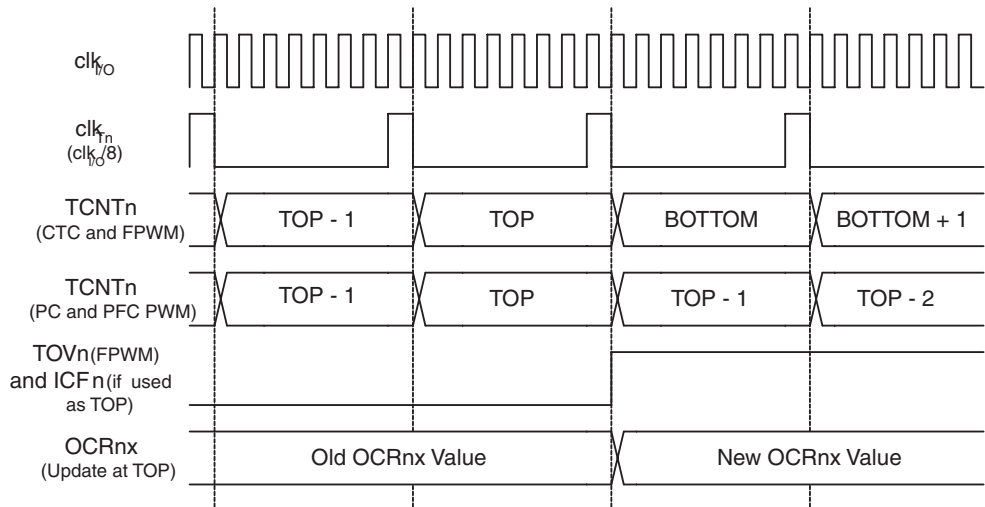 clkI/O
clkTn
(clkI/O/8)
TCNTn
(CTC and FPWM)
TOP - 1
TOP
BOTTOM
BOTTOM + 1
TCNTn
(PC and PFC PWM)
TOP - 1
TOP
TOP - 1
TOP - 2
TOVn(FPWM)
and ICFn(if used
as TOP)
OCRnx
(Update at TOP)
Old OCRnx Value
New OCRnx Value